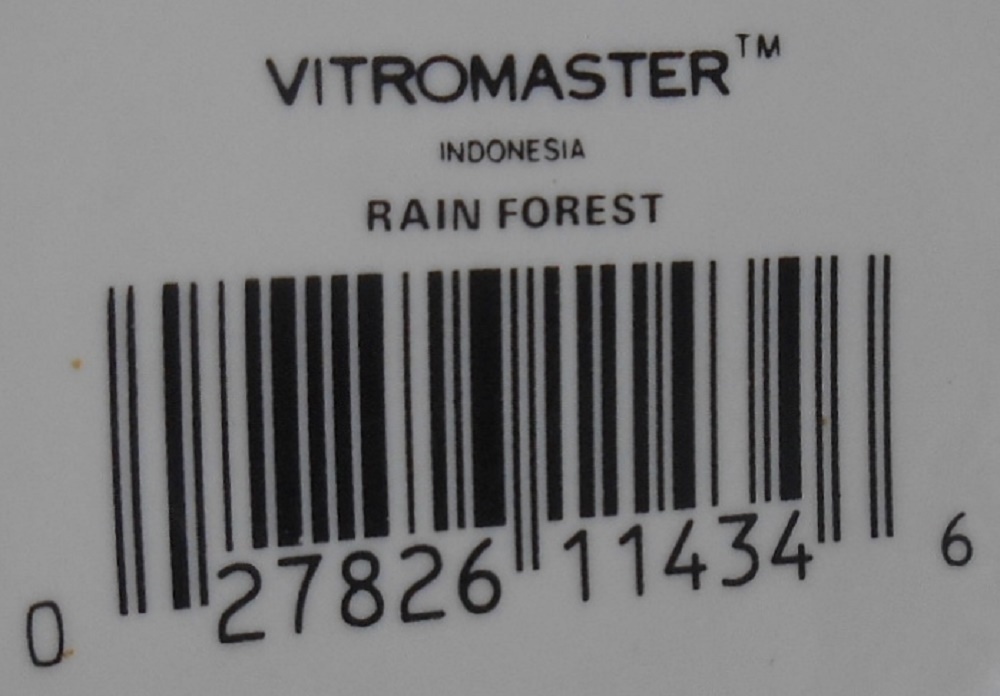 VITROMASTER™
INDONESIA
RAIN FOREST
0 27826 11434 6